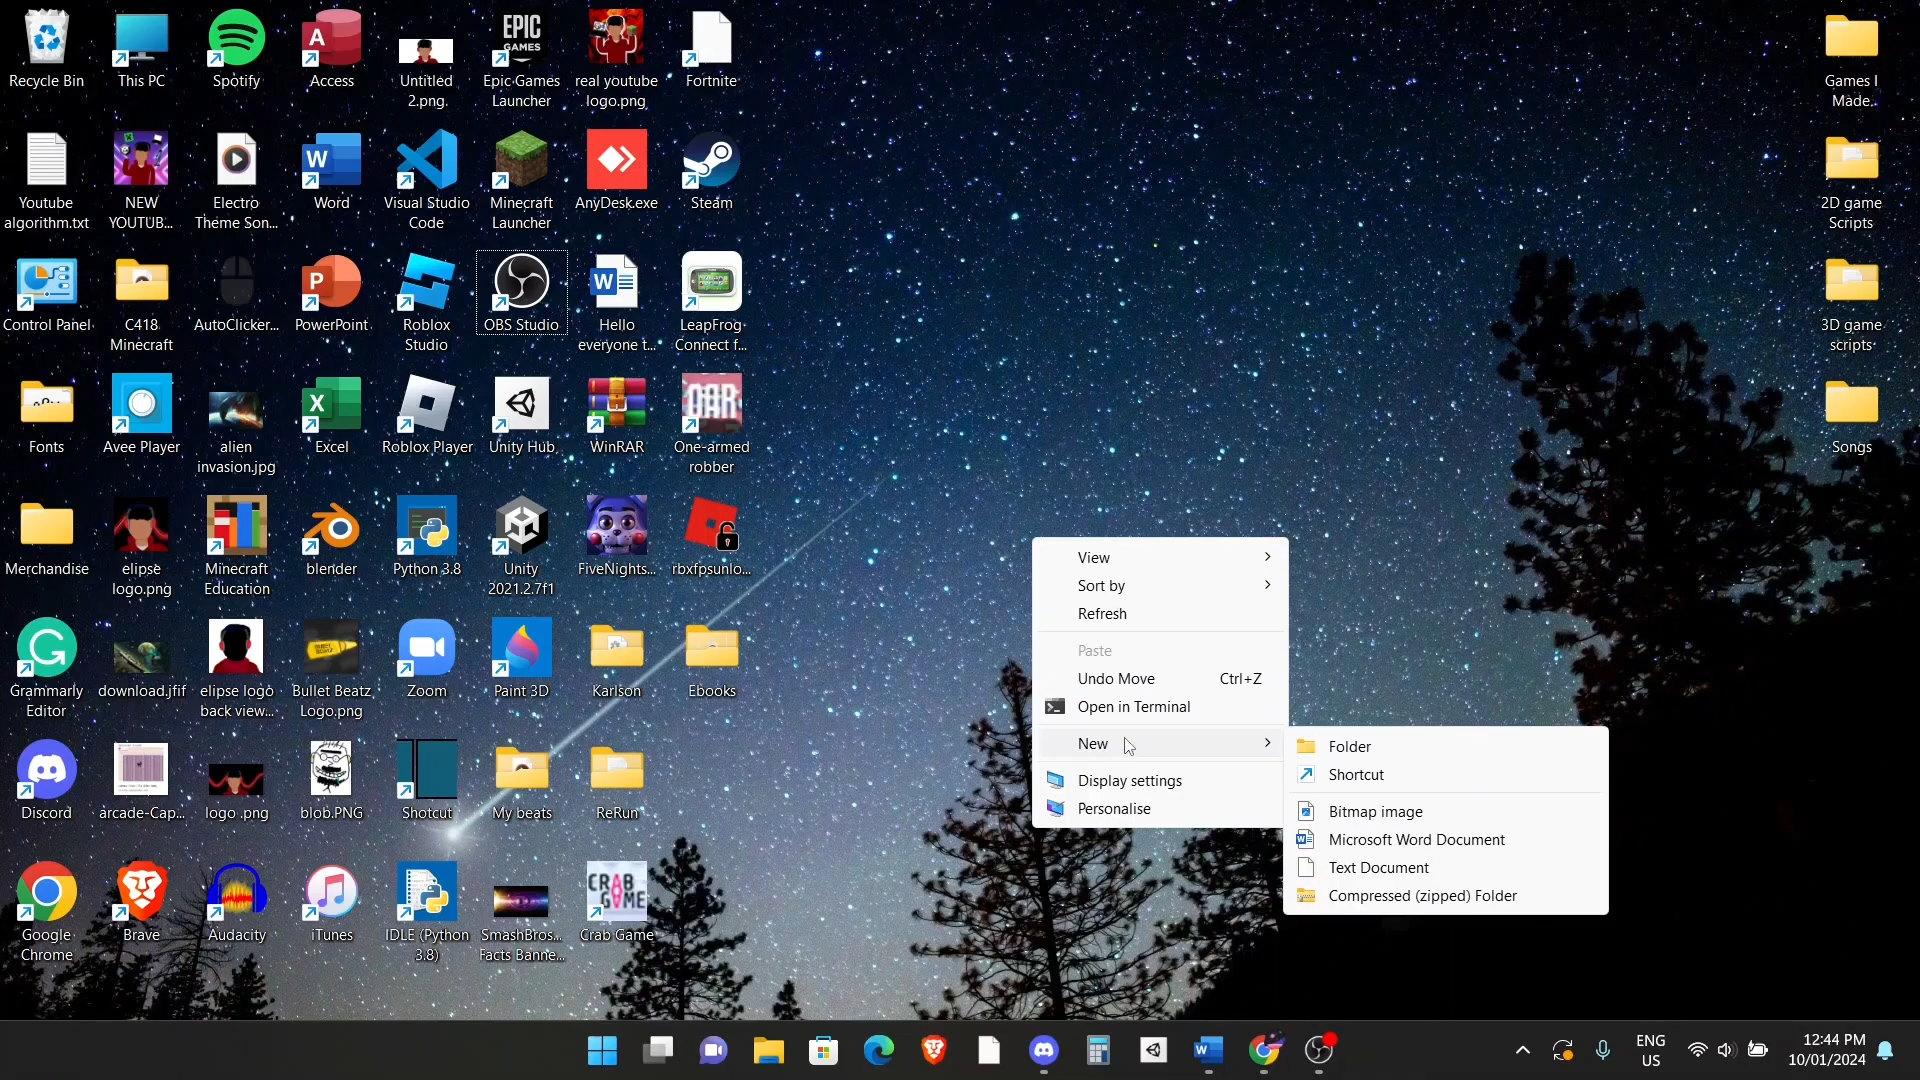 Recycle Bin
This PC
Spotify
Access
Untitled
2.png
EPIC
GAMES
Epic Games
Launcher
real youtube
logo.png
Fortnite
Games I
Made
Youtube
algorithm.txt
NEW
YOUTUB...
Electro
Theme Son...
Word
Visual Studio
Code
Minecraft
Launcher
AnyDesk.exe
Steam
2D game
Scripts
Control Panel
C418
Minecraft
AutoClicker...
PowerPoint
Roblox
Studio
OBS Studio
Hello
everyone t...
LeapFrog
Connect f...
3D game
scripts
Fonts
Avee Player
alien
invasion.jpg
Excel
Roblox Player
Unity Hub
WinRAR
OAR
One-armed
robber
Songs
Merchandise
elipse
logo.png
Minecraft
Education
blender
Python 3.8
Unity
2021.2.7f1
FiveNights...
rbxfpsunlo...
Grammarly
Editor
download.jfif
elipse logo
back view...
Bullet Beatz
Logo.png
Zoom
Paint 3D
Karlson
Ebooks
Discord
arcade-Cap...
logo .png
blob.PNG
Shotcut
My beats
ReRun
Google
Chrome
Brave
Audacity
iTunes
IDLE (Python
3.8)
SmashBros...
Facts Banne...
CRAB
GAME
Crab Game
View
Sort by
Refresh
Paste
Undo Move Ctrl+Z
Open in Terminal
New
Display settings
Personalise
Folder
Shortcut
Bitmap image
Microsoft Word Document
Text Document
Compressed (zipped) Folder
ENG
US
12:44 PM
10/01/2024